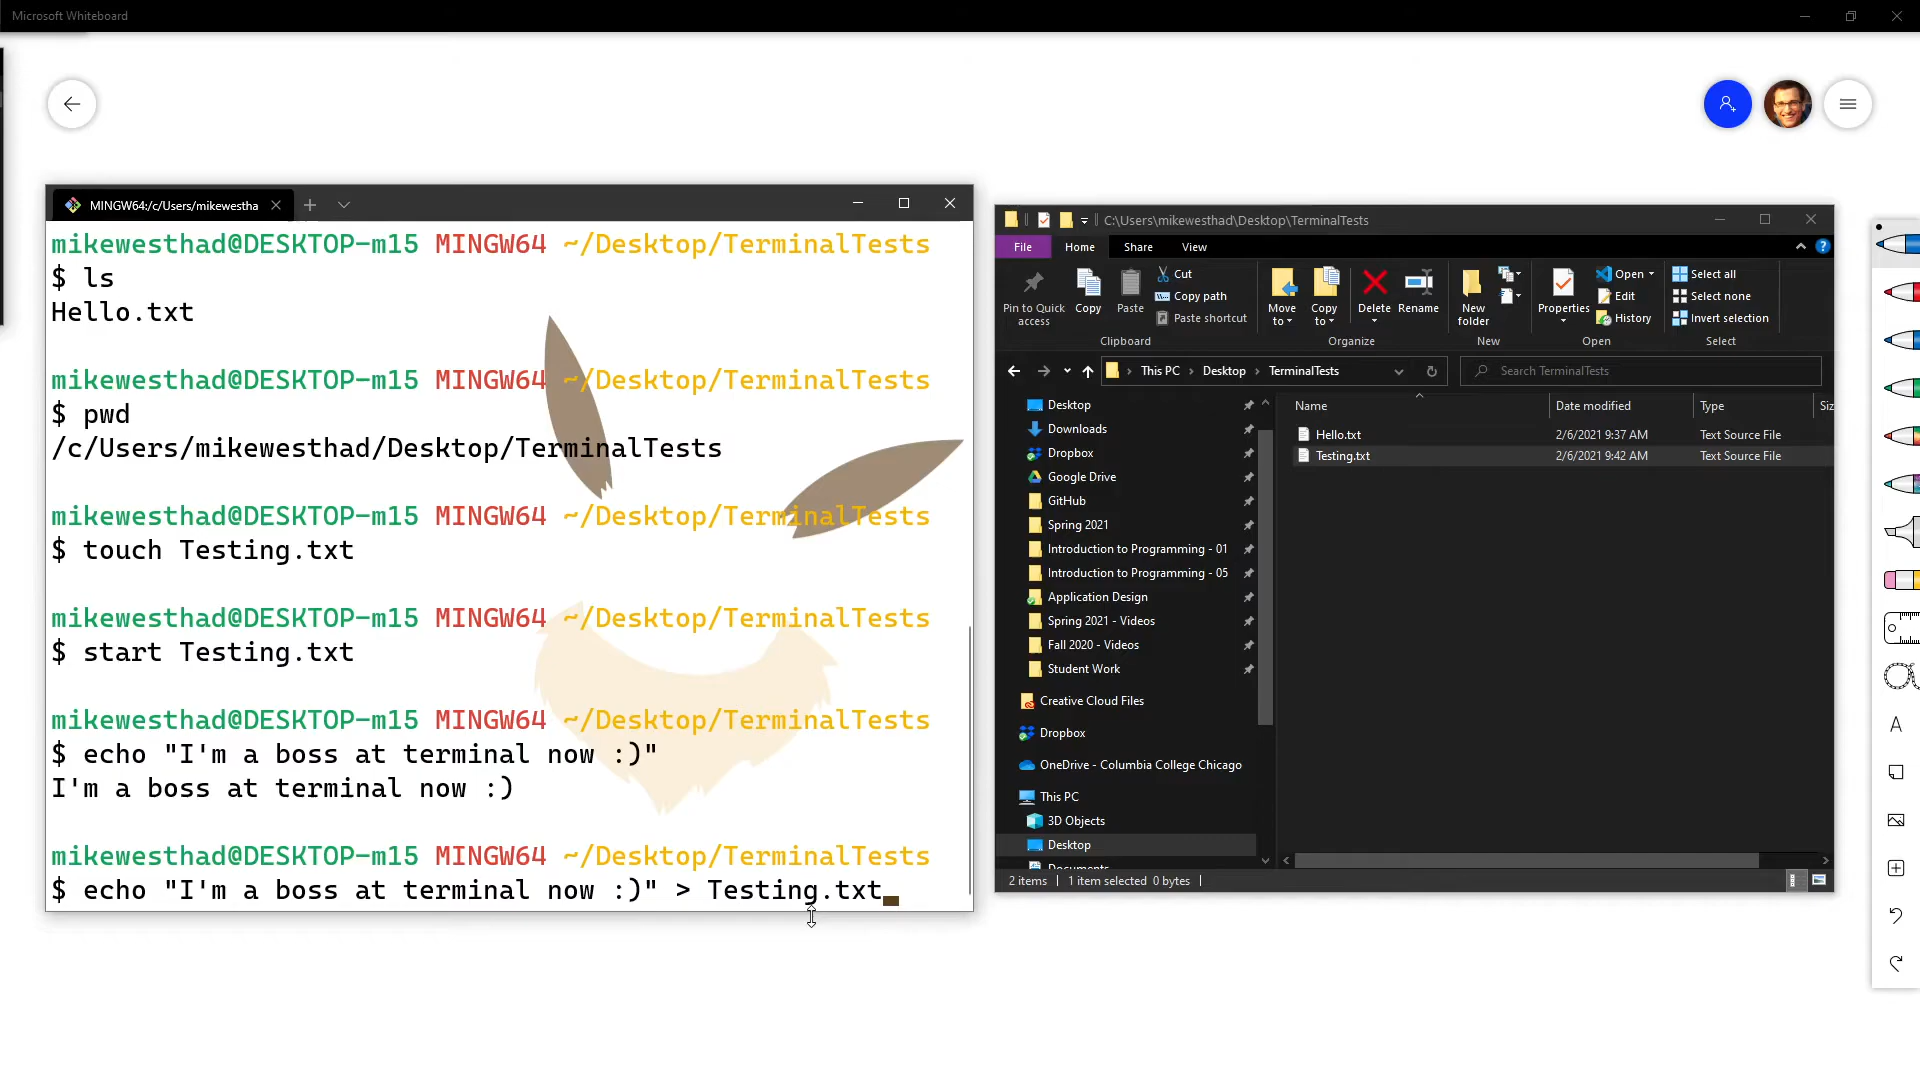 Microsoft Whiteboard
MINGW64:/c/Users/mikewestha
mikewesthad@DESKTOP-m15 MINGW64 ~/Desktop/TerminalTests
$ ls
Hello.txt
mikewesthad@DESKTOP-m15 MINGW64 ~/Desktop/TerminalTests
$ pwd
/c/Users/mikewesthad/Desktop/TerminalTests
mikewesthad@DESKTOP-m15 MINGW64 ~/Desktop/TerminalTests
$ touch Testing.txt
mikewesthad@DESKTOP-m15 MINGW64 ~/Desktop/TerminalTests
$ start Testing.txt
mikewesthad@DESKTOP-m15 MINGW64 ~/Desktop/TerminalTests
$ echo "I'm a boss at terminal now :)"
I'm a boss at terminal now :)
mikewesthad@DESKTOP-m15 MINGW64 ~/Desktop/TerminalTests
$ echo "I'm a boss at terminal now :)" > Testing.txt
C:\Users\mikewesthad\Desktop\TerminalTests
File Home Share View
Pin to Quick access
Copy
Paste
Cut
Copy path
Paste shortcut
Clipboard
Move to
Copy to
Delete
Rename
Organize
New folder
New
Properties
Open
Edit
History
Open
Select all
Select none
Invert selection
Select
This PC > Desktop > TerminalTests
Search TerminalTests
Desktop
Downloads
Dropbox
Google Drive
GitHub
Spring 2021
Introduction to Programming - 01
Introduction to Programming - 05
Application Design
Spring 2021 - Videos
Fall 2020 - Videos
Student Work
Creative Cloud Files
Dropbox
OneDrive - Columbia College Chicago
This PC
3D Objects
Desktop
Documents
Name Date modified Type Siz
Hello.txt 2/6/2021 9:37 AM Text Source File
Testing.txt 2/6/2021 9:42 AM Text Source File
2 items 1 item selected 0 bytes